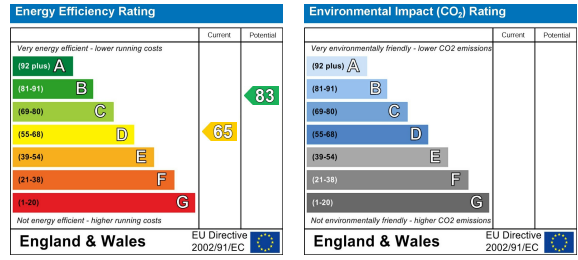 Energy Efficiency Rating
Current Potential
Very energy efficient - lower running costs
(92 plus) A
(81-91) B
83
(69-80) C
(55-68) D
65
(39-54) E
(21-38) F
(1-20) G
Not energy efficient - higher running costs
England & Wales
EU Directive
2002/91/EC
Environmental Impact (CO2) Rating
Current Potential
Very environmentally friendly - lower CO2 emissions
(92 plus) A
(81-91) B
(69-80) C
(55-68) D
(39-54) E
(21-38) F
(1-20) G
Not environmentally friendly - higher CO2 emissions
England & Wales
EU Directive
2002/91/EC